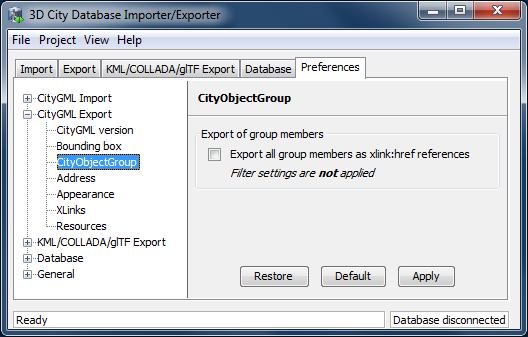 3D City Database Importer/Exporter
File Project View Help
Import Export KML/COLLADA/glTF Export Database Preferences
CityGML Import
CityGML Export
CityGML version
Bounding box
CityObjectGroup
Address
Appearance
XLinks
Resources
KML/COLLADA/glTF Export
Database
General
CityObjectGroup
Export of group members
Export all group members as xlink:href references
Filter settings are not applied
Restore Default Apply
Ready
Database disconnected